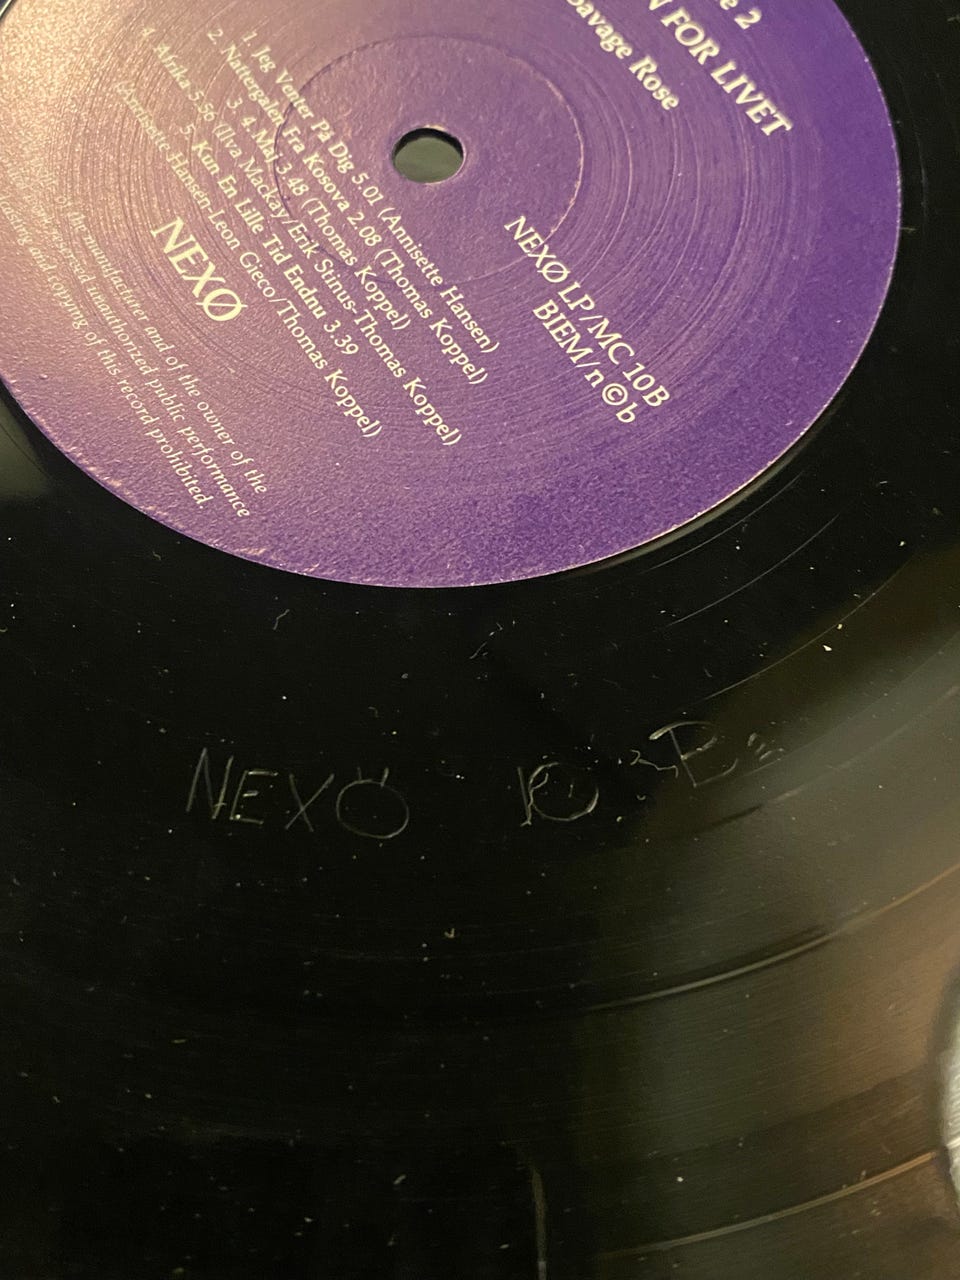 2
FOR LIVET
Savage Rose
NEXØ LP/MC 10B
BIEM/n©b
1. Jeg Venter På Dig 5.01 (Annisette Hansen)
2. Nattergalen Fra Kosova 2.08 (Thomas Koppel)
3. 4. Maj 3.48 (Thomas Koppel)
4. Afrika 5.56 (Ilva Mackay/Erik Stinus-Thomas Koppel)
5. Kun En Lille Tid Endnu 3.39
(Annisette Hansen-Leon Gieco/Thomas Koppel)
NEXØ
of the manufacturer and of the owner of the
reserved unauthorized public performance
and copying of this record prohibited.
NEXÖ 10 B